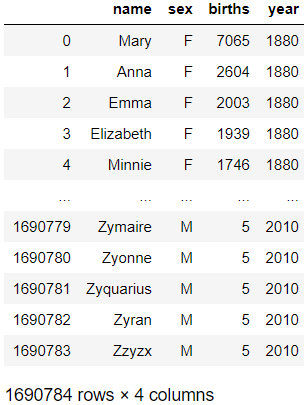 name sex births year
0 Mary F 7065 1880
1 Anna F 2604 1880
2 Emma F 2003 1880
3 Elizabeth F 1939 1880
4 Minnie F 1746 1880
... ... ... ... ...
1690779 Zymaire M 5 2010
1690780 Zyonne M 5 2010
1690781 Zyquarius M 5 2010
1690782 Zyran M 5 2010
1690783 Zzyzx M 5 2010
1690784 rows × 4 columns